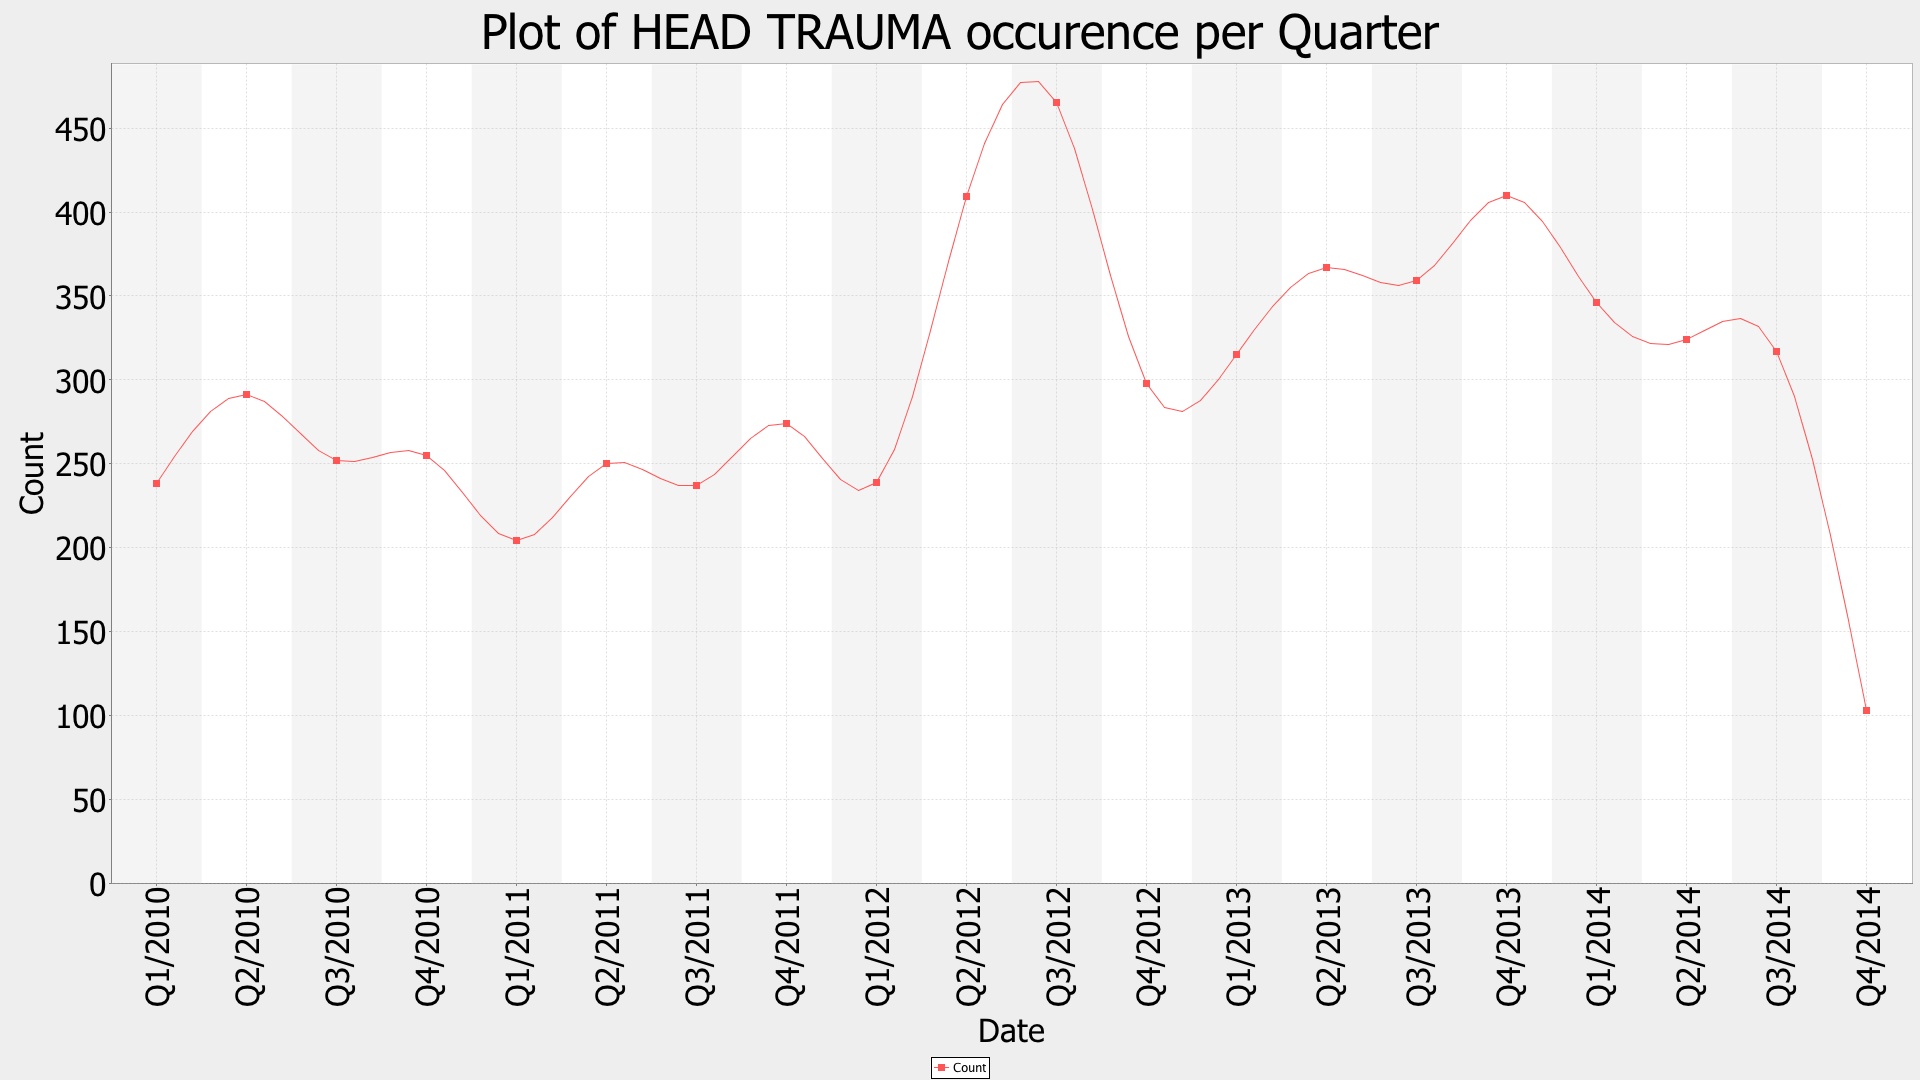 Plot of HEAD TRAUMA occurence per Quarter
Count
450
400
350
300
250
200
150
100
50
0
Q1/2010
Q2/2010
Q3/2010
Q4/2010
Q1/2011
Q2/2011
Q3/2011
Q4/2011
Q1/2012
Q2/2012
Q3/2012
Q4/2012
Q1/2013
Q2/2013
Q3/2013
Q4/2013
Q1/2014
Q2/2014
Q3/2014
Q4/2014
Date
Count